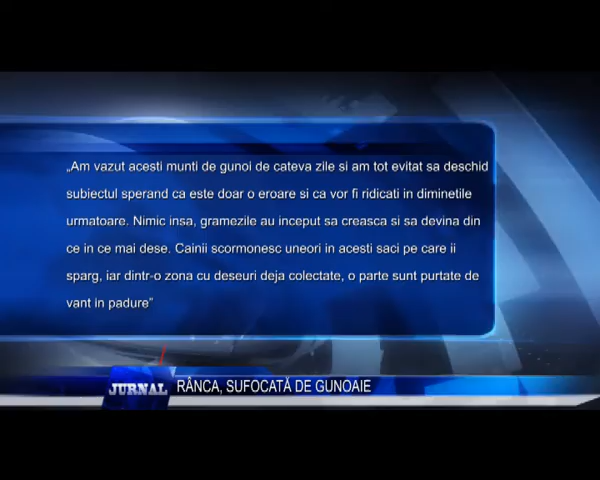 „Am vazut acesti munti de gunoi de cateva zile si am tot evitat sa deschid
subiectul sperand ca este doar o eroare si ca vor fi ridicati in diminetile
urmatoare. Nimic insa, gramezile au inceput sa creasca si sa devina din
ce in ce mai dese. Cainii scormonesc uneori in acesti saci pe care ii
sparg, iar dintr-o zona cu deseuri deja colectate, o parte sunt purtate de
vant in padure”
JURNAL RÂNCA, SUFOCATĂ DE GUNOAIE